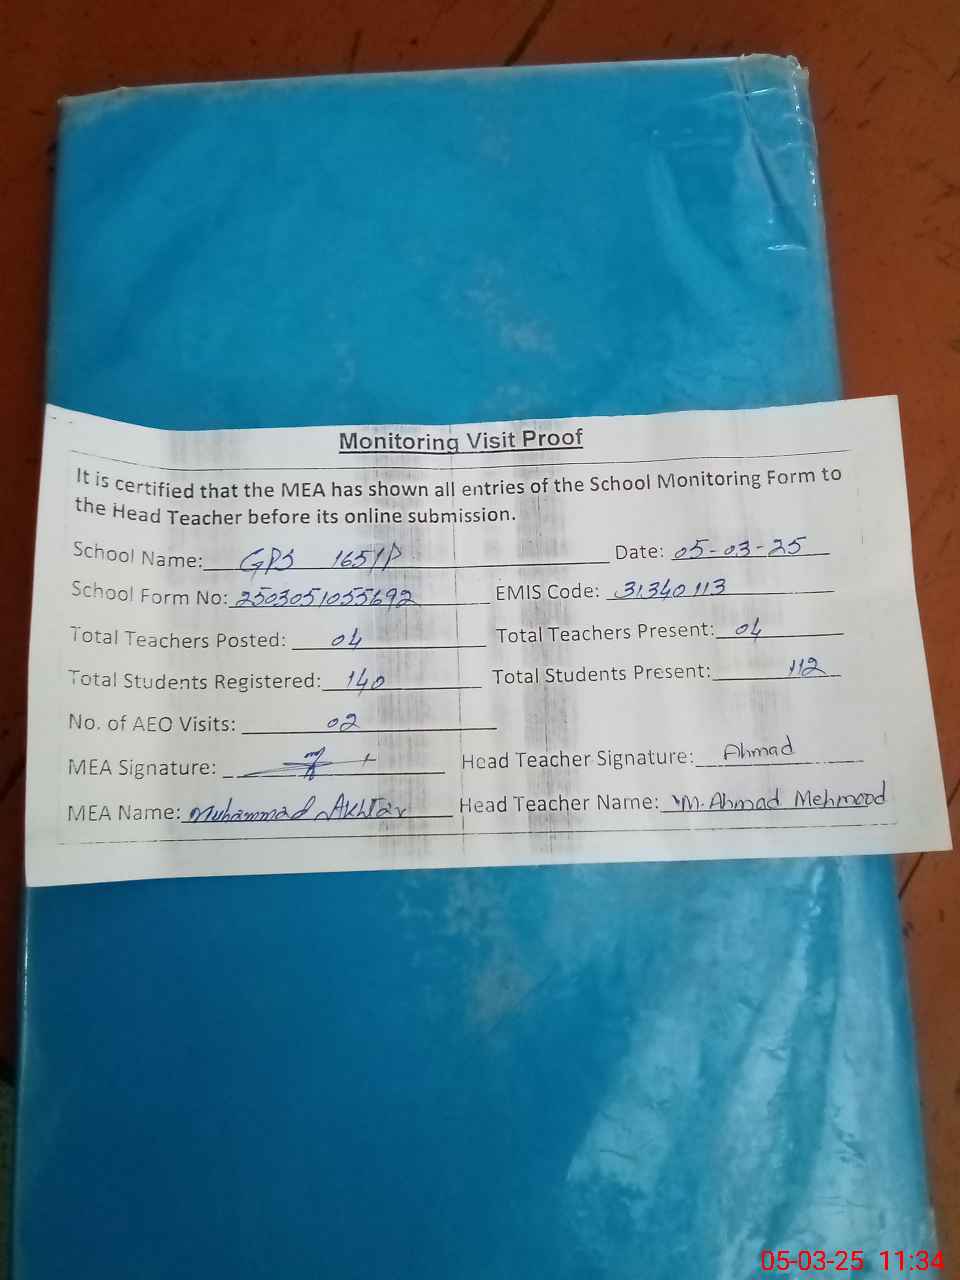 Monitoring Visit Proof
It is certified that the MEA has shown all entries of the School Monitoring Form to
the Head Teacher before its online submission.
School Name: GPS 165/P Date: 05-03-25
School Form No: 2503051055692 EMIS Code: 31340113
Total Teachers Posted: 04 Total Teachers Present: 04
Total Students Registered: 140 Total Students Present: 112
No. of AEO Visits: 02
MEA Signature: Head Teacher Signature: Ahmad
MEA Name: Muhammad Akhtar Head Teacher Name: M. Ahmad Mehmood
05-03-25 11:34